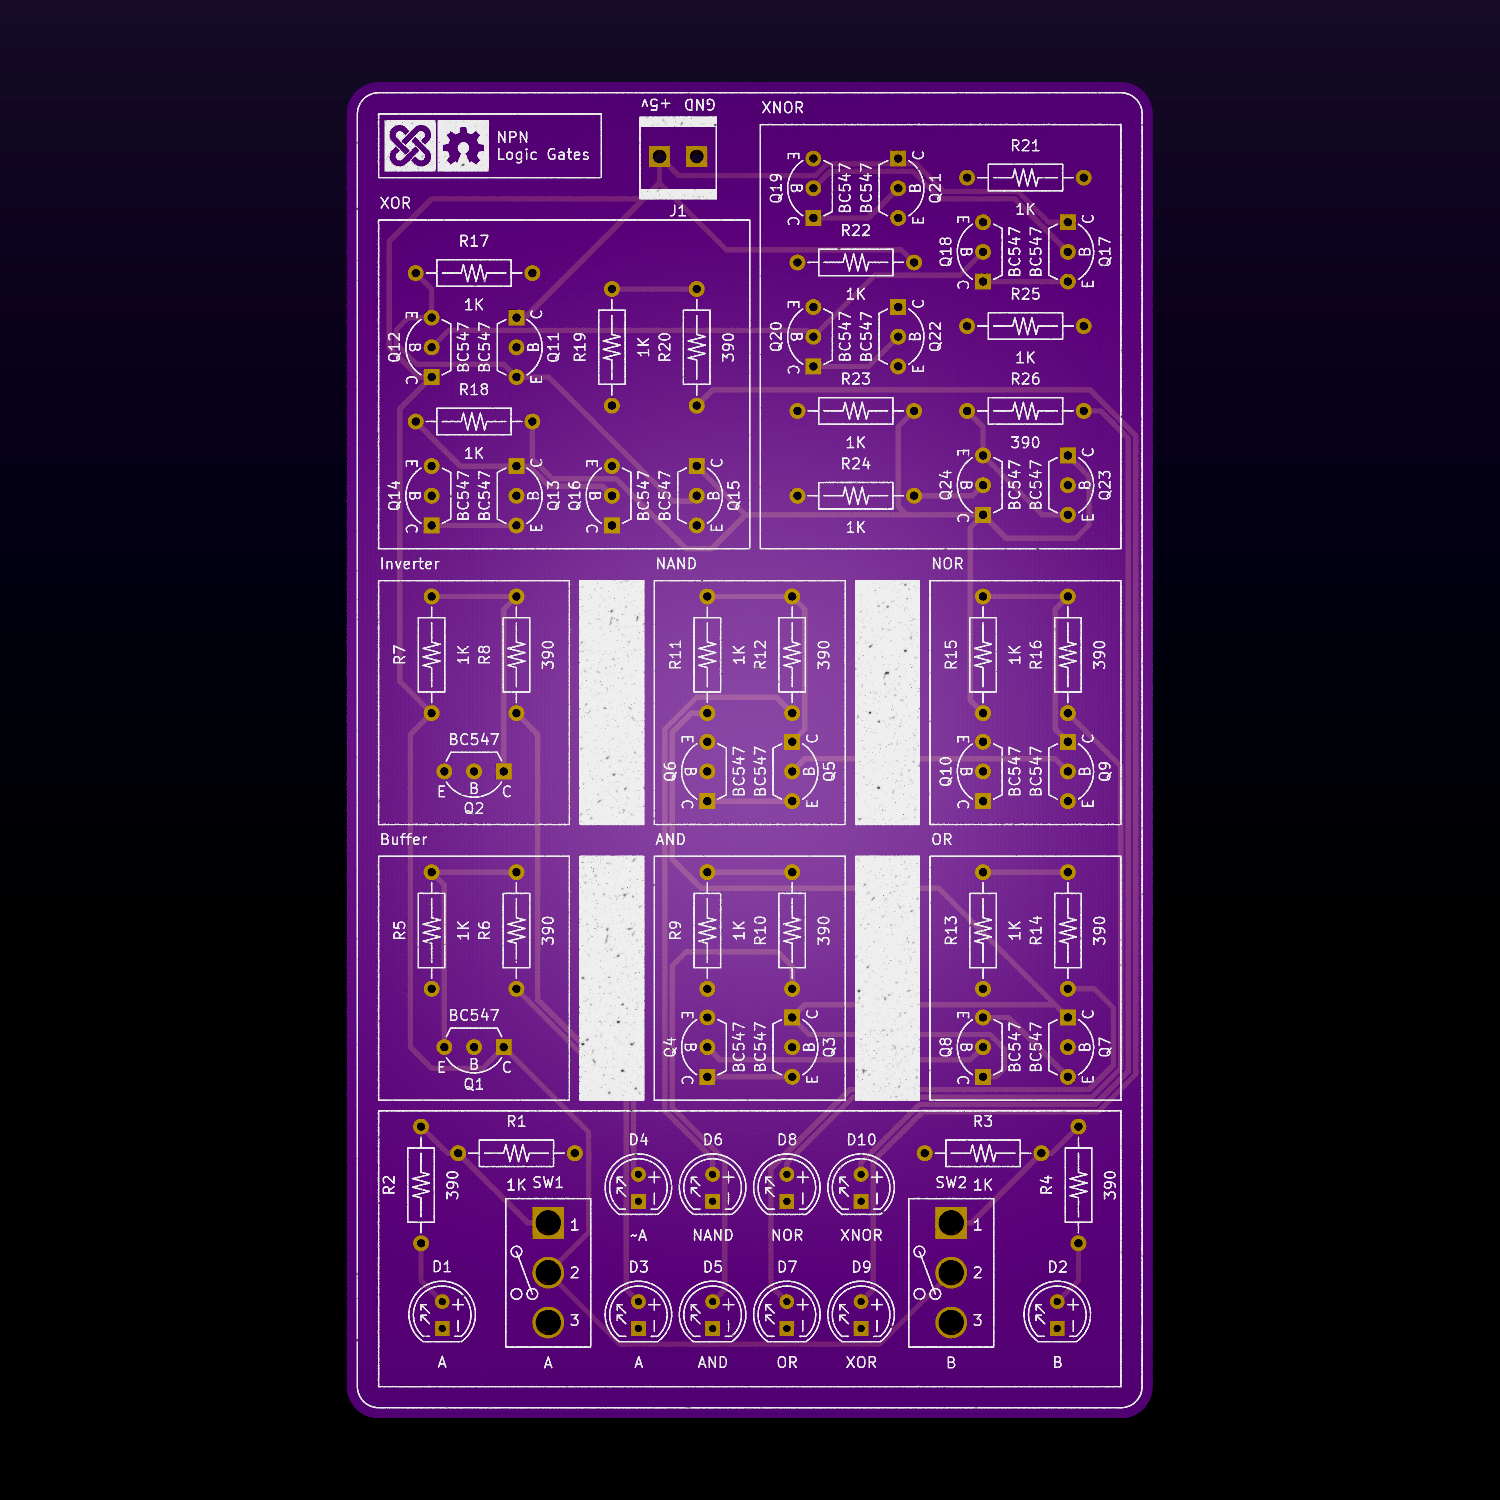 +5v GND
NPN
Logic Gates
J1
XNOR
E Q19 B C BC547
BC547 C B Q21 E
R21
1K
R22
1K
E Q18 B C BC547
BC547 C B Q17 E
E Q20 B C BC547
BC547 C B Q22 E
R25
1K
R23
1K
R26
390
R24
1K
E Q24 B C BC547
BC547 C B Q23 E
XOR
R17
1K
E Q12 B C BC547
BC547 C B Q11 E
R19 1K
R20 390
R18
1K
E Q14 B C BC547
BC547 C B Q13 E
E Q16 B C BC547
BC547 C B Q15 E
Inverter
R7 1K R8 390
BC547
E B C
Q2
NAND
R11 1K R12 390
E Q6 B C BC547
BC547 C B Q5 E
NOR
R15 1K R16 390
E Q10 B C BC547
BC547 C B Q9 E
Buffer
R5 1K R6 390
BC547
E B C
Q1
AND
R9 1K R10 390
E Q4 B C BC547
BC547 C B Q3 E
OR
R13 1K R14 390
E Q8 B C BC547
BC547 C B Q7 E
R1
1K
R2 390
SW1
1
2
3
A
D1
A
D4 D6 D8 D10
~A NAND NOR XNOR
D3 D5 D7 D9
A AND OR XOR
R3
1K
SW2
1
2
3
B
R4 390
D2
B